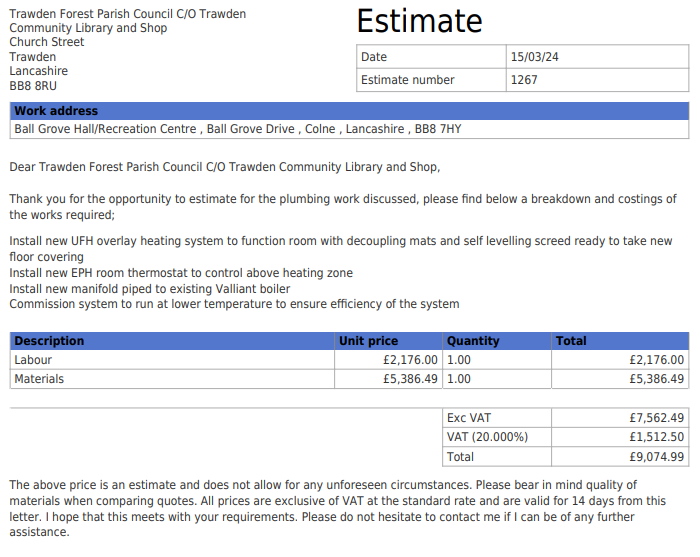 Trawden Forest Parish Council C/O Trawden
Community Library and Shop
Church Street
Trawden
Lancashire
BB8 8RU
Estimate
Date 15/03/24
Estimate number 1267
Work address
Ball Grove Hall/Recreation Centre , Ball Grove Drive , Colne , Lancashire , BB8 7HY
Dear Trawden Forest Parish Council C/O Trawden Community Library and Shop,
Thank you for the opportunity to estimate for the plumbing work discussed, please find below a breakdown and costings of
the works required;
Install new UFH overlay heating system to function room with decoupling mats and self levelling screed ready to take new
floor covering
Install new EPH room thermostat to control above heating zone
Install new manifold piped to existing Valliant boiler
Commission system to run at lower temperature to ensure efficiency of the system
Description Unit price Quantity Total
Labour £2,176.00 1.00 £2,176.00
Materials £5,386.49 1.00 £5,386.49
Exc VAT £7,562.49
VAT (20.000%) £1,512.50
Total £9,074.99
The above price is an estimate and does not allow for any unforeseen circumstances. Please bear in mind quality of
materials when comparing quotes. All prices are exclusive of VAT at the standard rate and are valid for 14 days from this
letter. I hope that this meets with your requirements. Please do not hesitate to contact me if I can be of any further
assistance.